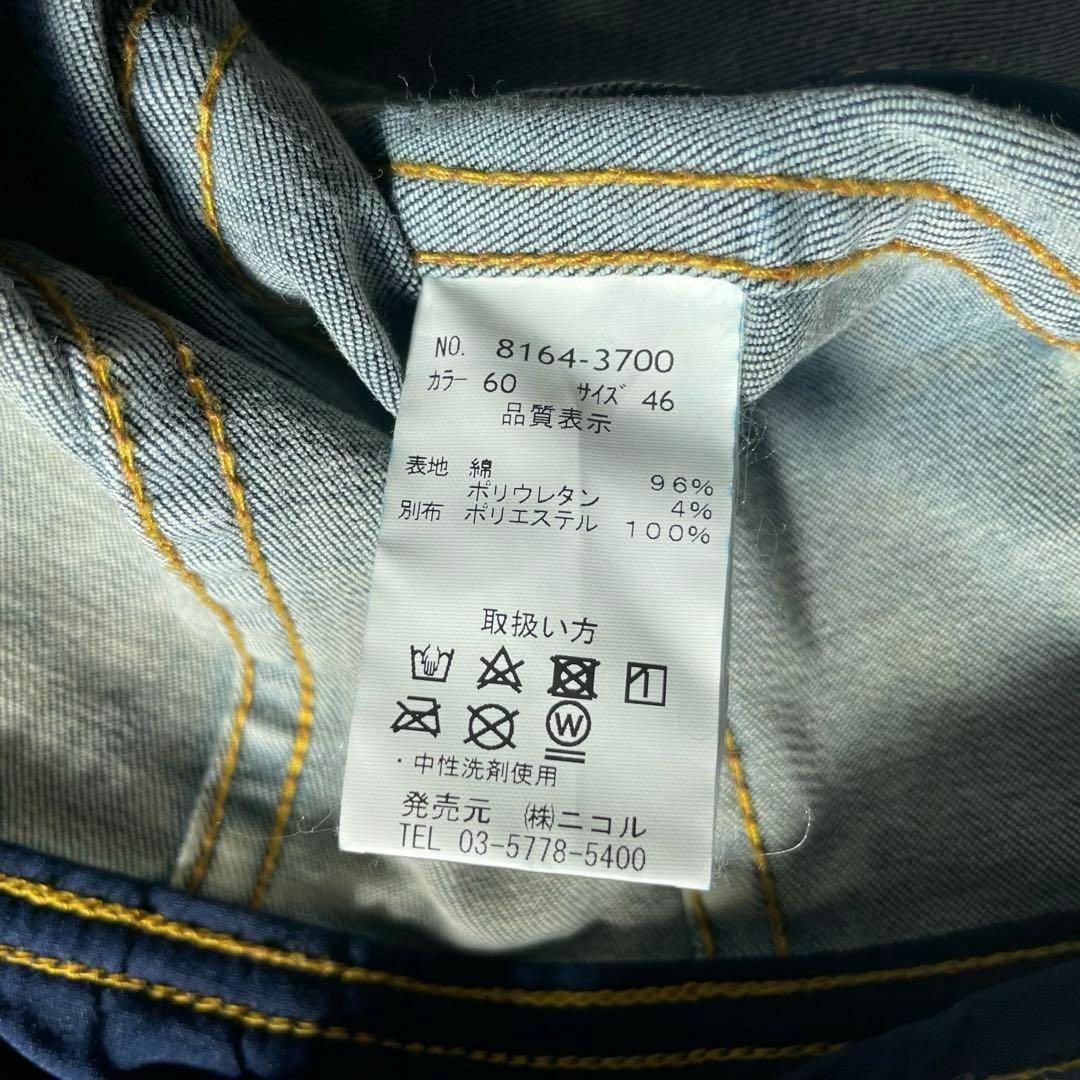 NO. 8164-3700
カラー 60 サイズ 46
品質表示
表地 綿 96%
ポリウレタン 4%
別布 ポリエステル 100%
取扱い方
W
・中性洗剤使用
発売元 ㈱ニコル
TEL 03-5778-5400